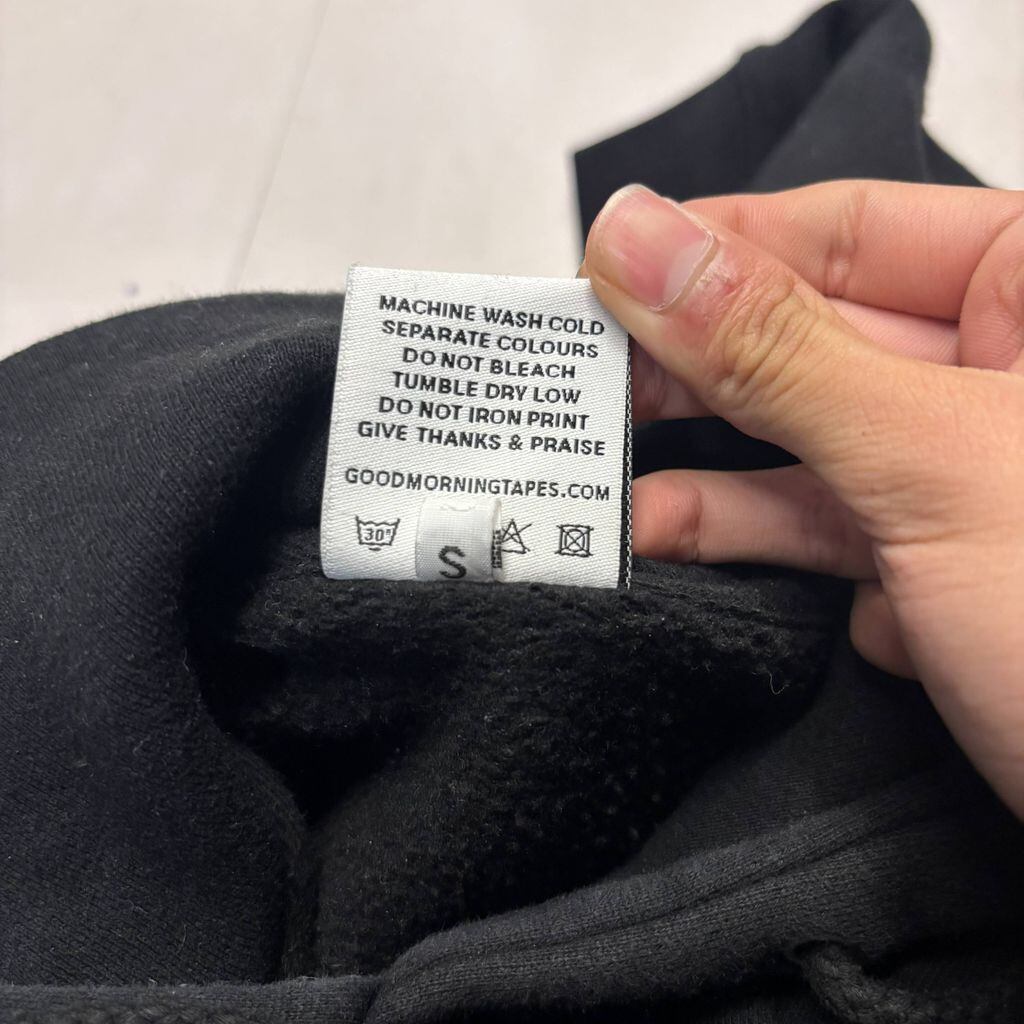 MACHINE WASH COLD
SEPARATE COLOURS
DO NOT BLEACH
TUMBLE DRY LOW
DO NOT IRON PRINT
GIVE THANKS & PRAISE
GOODMORNINGTAPES.COM
30°
S